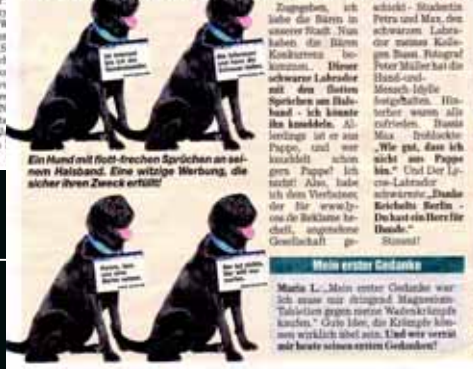 Ein Hund mit flott-frechen Sprüchen an sei-
nem Halsband. Eine witzige Werbung, die
sicher ihren Zweck erfüllt!
Zugegeben, ich
liebe die Bären in
unserer Stadt. Nun
haben die Bären
Konkurrenz be-
kommen. Dieser
schwarze Labrador
mit den flotten
Sprüchen am Hals-
band - ich könnte
ihn knuddeln. Al-
lerdings ist er aus
Pappe, und wer
knuddelt schon
gern Pappe? Ich
nicht! Also, habe
ich dem Vierbeiner,
der für www.ly-
cos.de Reklame he-
chelt, angenehme
Gesellschaft ge-
schickt - Studentin
Petra und Max, den
schwarzen Labra-
dor meines Kolle-
gen Bunn. Fotograf
Peter Müller hat die
Hund-und-
Mensch-Idylle
festgehalten. Hin-
terher waren alle
zufrieden.
Max frohlockte:
„Wie gut, dass ich
nicht aus Pappe
bin.“ Und Der Ly-
cos-Labrador
schwärmte: „Danke
Reichelts Berlin -
Du hast ein Herz für
Hunde.“
Stimmt!
Mein erster Gedanke
Maria L.: „Mein erster Gedanke war
Ich muss mir dringend Magnesium-
Tabletten gegen meine Wadenkrämpfe
kaufen.“ Gute Idee, die Krämpfe kön-
nen wirklich übel sein. Und wer verrät
mir heute seinen ersten Gedanken?